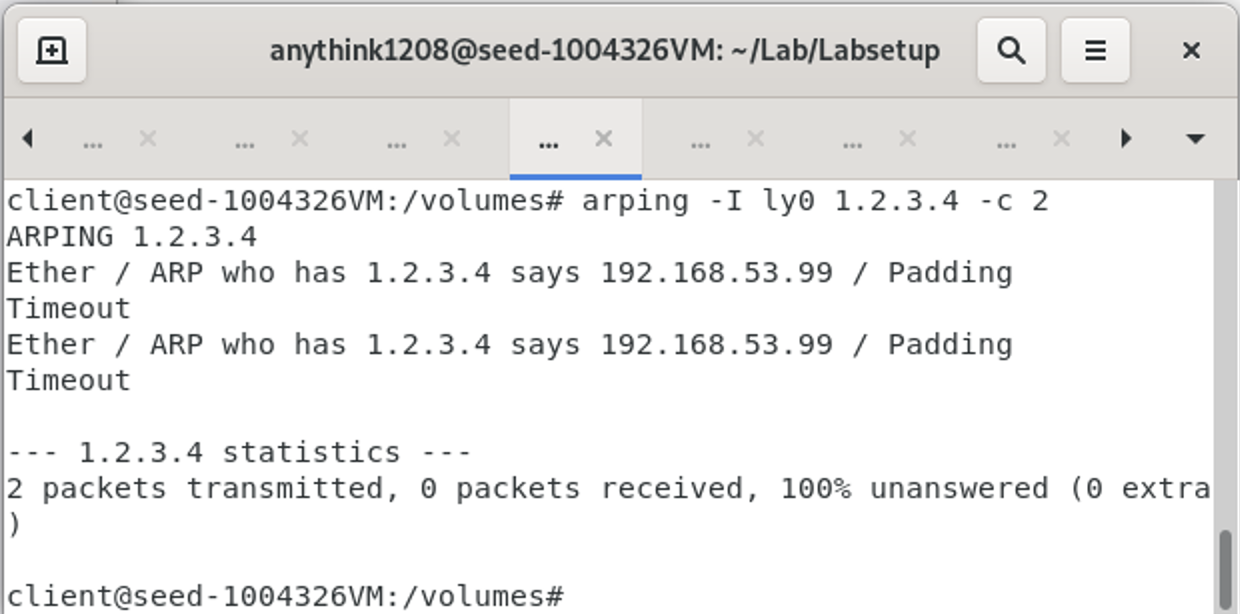 anythink1208@seed-1004326VM: ~/Lab/Labsetup
... ... ... ... ... ... ...
client@seed-1004326VM:/volumes# arping -I ly0 1.2.3.4 -c 2
ARPING 1.2.3.4
Ether / ARP who has 1.2.3.4 says 192.168.53.99 / Padding
Timeout
Ether / ARP who has 1.2.3.4 says 192.168.53.99 / Padding
Timeout
--- 1.2.3.4 statistics ---
2 packets transmitted, 0 packets received, 100% unanswered (0 extra
)
client@seed-1004326VM:/volumes#